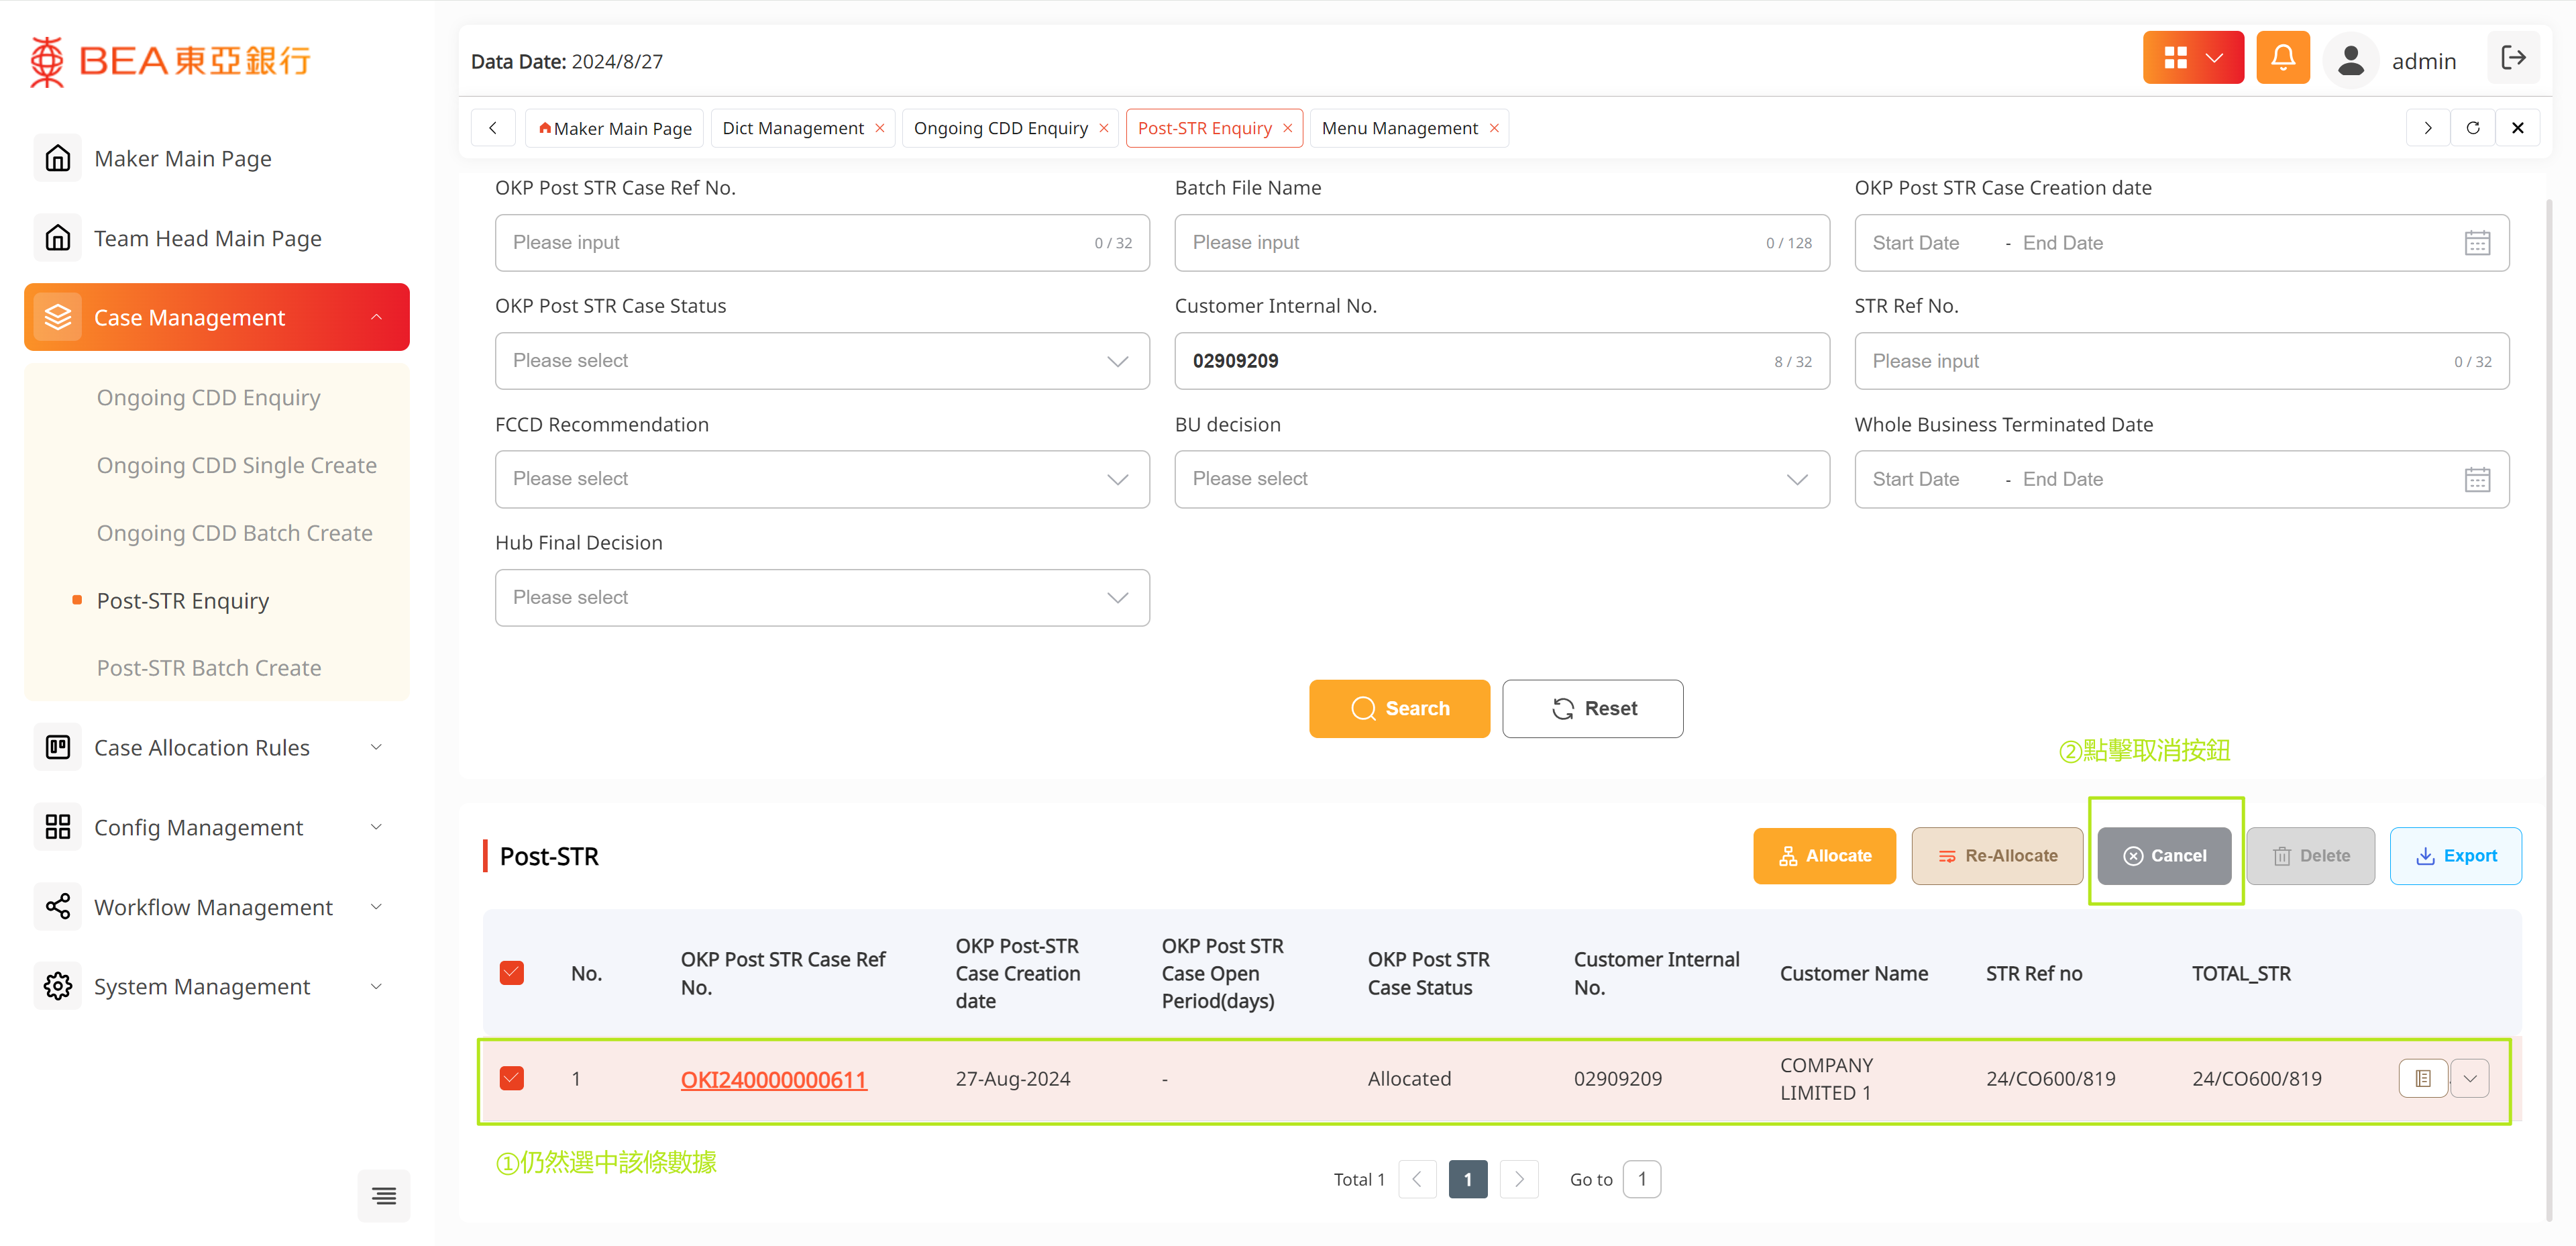 BEA東亞銀行
Maker Main Page
Team Head Main Page
Case Management
Ongoing CDD Enquiry
Ongoing CDD Single Create
Ongoing CDD Batch Create
Post-STR Enquiry
Post-STR Batch Create
Case Allocation Rules
Config Management
Workflow Management
System Management
Data Date: 2024/8/27
admin
Maker Main Page
Dict Management
Ongoing CDD Enquiry
Post-STR Enquiry
Menu Management
OKP Post STR Case Ref No.
Please input 0 / 32
Batch File Name
Please input 0 / 128
OKP Post STR Case Creation date
Start Date - End Date
OKP Post STR Case Status
Please select
Customer Internal No.
02909209 8 / 32
STR Ref No.
Please input 0 / 32
FCCD Recommendation
Please select
BU decision
Please select
Whole Business Terminated Date
Start Date - End Date
Hub Final Decision
Please select
Search
Reset
②點擊取消按鈕
Post-STR
Allocate
Re-Allocate
Cancel
Delete
Export
No.
OKP Post STR Case Ref
No.
OKP Post-STR
Case Creation
date
OKP Post STR
Case Open
Period(days)
OKP Post STR
Case Status
Customer Internal
No.
Customer Name
STR Ref no
TOTAL_STR
1
OKI240000000611
27-Aug-2024
-
Allocated
02909209
COMPANY
LIMITED 1
24/CO600/819
24/CO600/819
①仍然選中該條數據
Total 1
1
Go to 1